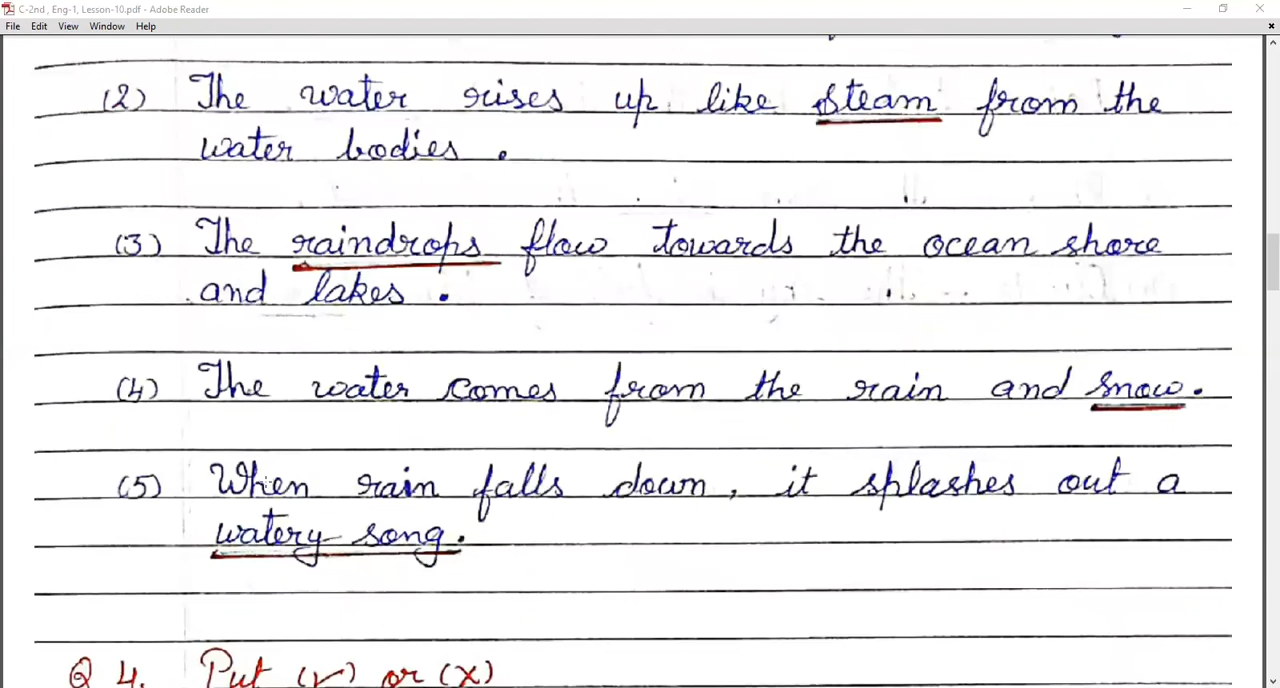 C-2nd , Eng-1, Lesson-10.pdf - Adobe Reader
File Edit View Window Help
(2) The water rises up like steam from the
water bodies .
(3) The raindrops flow towards the ocean shore
and lakes .
(4) The water comes from the rain and snow .
(5) When rain falls down, it splashes out a
watery song .
Q 4. Put (✓) or (x)